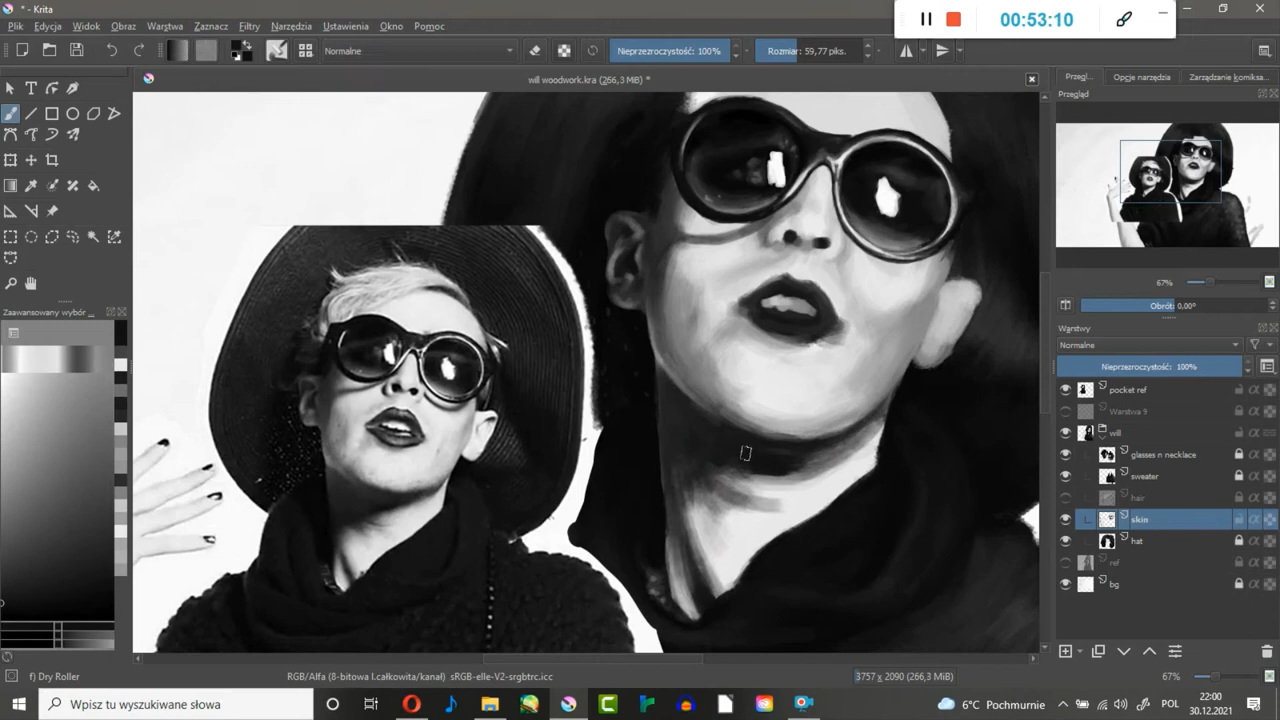 * - Krita
00:53:10
Plik Edycja Widok Obraz Warstwa Zaznacz Filtry Narzędzia Ustawienia Okno Pomoc
Normalne
Nieprzezroczystość: 100%
Rozmiar: 59,77 piks.
will woodwork.kra (266,3 MiB) *
Przegl... Opcje narzędzia Zarządzanie komiksa...
Przegląd
67%
Obrót: 0,00°
Warstwy
Normalne
Nieprzezroczystość: 100%
pocket ref
Warstwa 9
will
glasses n necklace
sweater
hair
skin
hat
ref
bg
Zaawansowany wybór ...
f) Dry Roller
RGB/Alfa (8-bitowa l.całkowita/kanał) sRGB-elle-V2-srgbtrc.icc
3757 x 2090 (266,3 MiB)
67%
Wpisz tu wyszukiwane słowa
6°C Pochmurnie
POL
22:00
30.12.2021